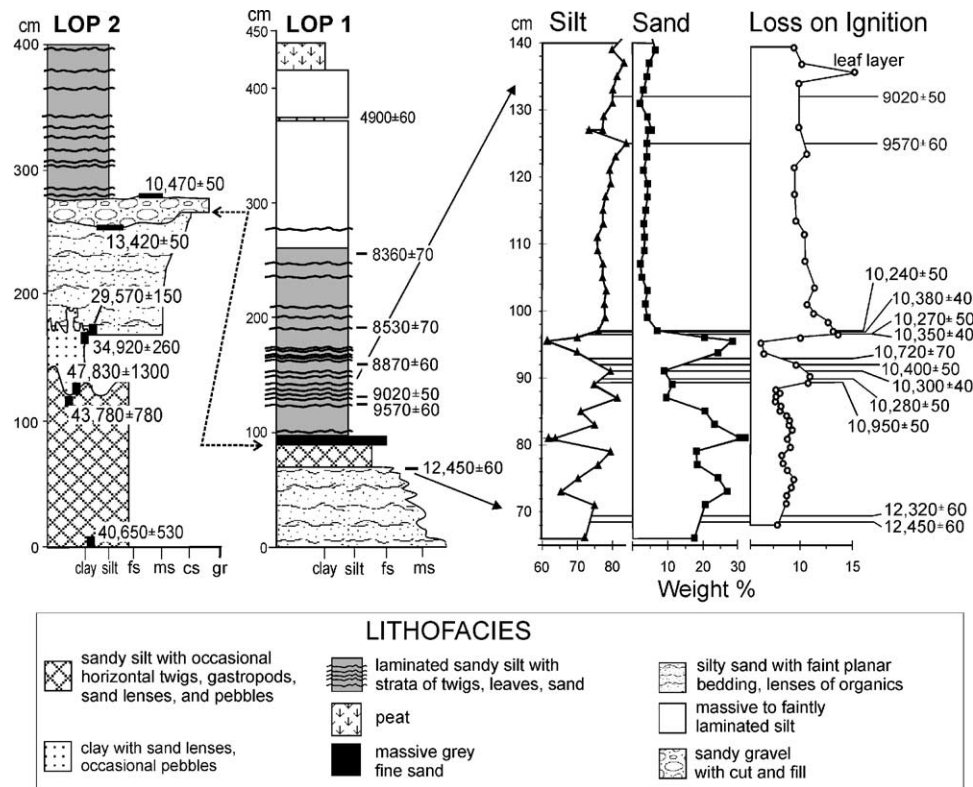 cm LOP 2
400
300
200
100
0
10,470±50
13,420±50
29,570±150
34,920±260
47,830±1300
43,780±780
40,650±530
clay silt fs ms cs gr
cm LOP 1
450
400
300
200
100
0
4900±60
8360±70
8530±70
8870±60
9020±50
9570±60
12,450±60
clay silt fs ms
cm Silt Sand Loss on Ignition
140
130
120
110
100
90
80
70
leaf layer
9020±50
9570±60
10,240±50
10,380±40
10,270±50
10,350±40
10,720±70
10,400±50
10,300±40
10,280±50
10,950±50
12,320±60
12,450±60
60 80 0 10 20 30 10 15
Weight %
LITHOFACIES
sandy silt with occasional
horizontal twigs, gastropods,
sand lenses, and pebbles
clay with sand lenses,
occasional pebbles
laminated sandy silt with
strata of twigs, leaves, sand
peat
massive grey
fine sand
silty sand with faint planar
bedding, lenses of organics
massive to faintly
laminated silt
sandy gravel
with cut and fill